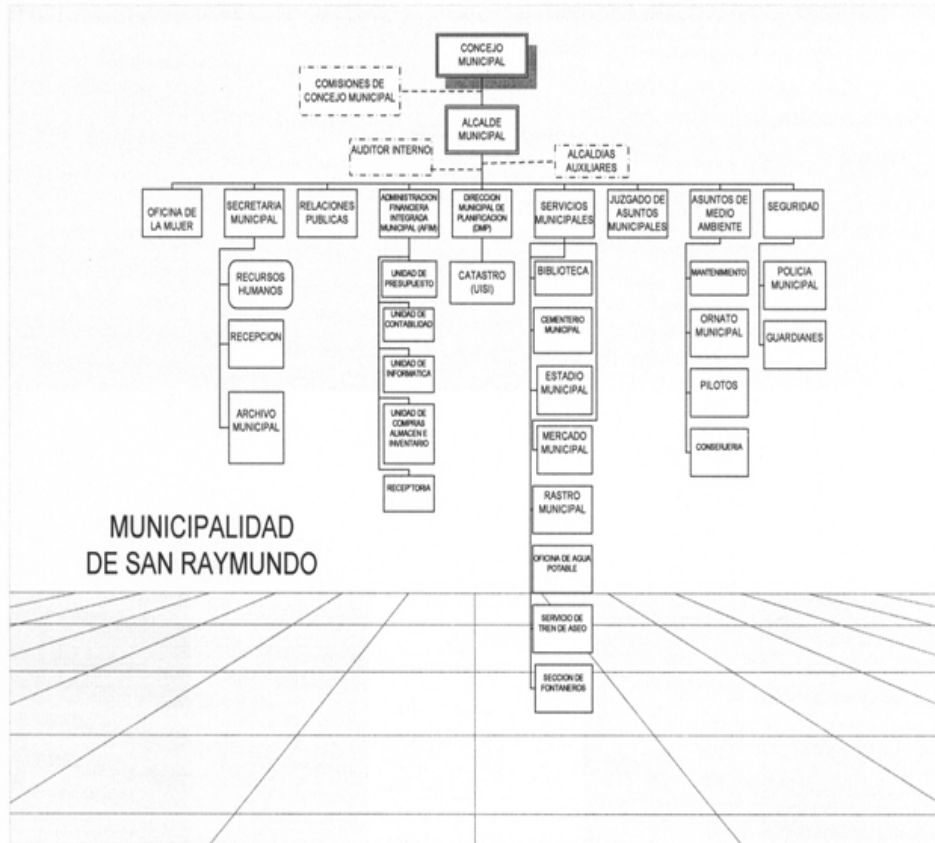 CONCEJO
MUNICIPAL
COMISIONES DE
CONCEJO MUNICIPAL
ALCALDE
MUNICIPAL
AUDITOR INTERNO
ALCALDIAS
AUXILIARES
OFICINA DE
LA MUJER
SECRETARIA
MUNICIPAL
RELACIONES
PUBLICAS
ADMINISTRACION
FINANCIERA
INTEGRADA
MUNICIPAL (AFIM)
DIRECCION
MUNICIPAL DE
PLANIFICACION
(DMP)
SERVICIOS
MUNICIPALES
JUZGADO DE
ASUNTOS
MUNICIPALES
ASUNTOS DE
MEDIO
AMBIENTE
SEGURIDAD
RECURSOS
HUMANOS
RECEPCION
ARCHIVO
MUNICIPAL
UNIDAD DE
PRESUPUESTO
UNIDAD DE
CONTABILIDAD
UNIDAD DE
INFORMATICA
UNIDAD DE
COMPRAS
ALMACEN E
INVENTARIO
RECEPTORIA
CATASTRO
(UISI)
BIBLIOTECA
CEMENTERIO
MUNICIPAL
ESTADIO
MUNICIPAL
MERCADO
MUNICIPAL
RASTRO
MUNICIPAL
OFICINA DE AGUA
POTABLE
SERVICIO DE
TREN DE ASEO
SECCION DE
FONTANEROS
MANTENIMIENTO
ORNATO
MUNICIPAL
PILOTOS
CONSERJERIA
POLICIA
MUNICIPAL
GUARDIANES
MUNICIPALIDAD
DE SAN RAYMUNDO